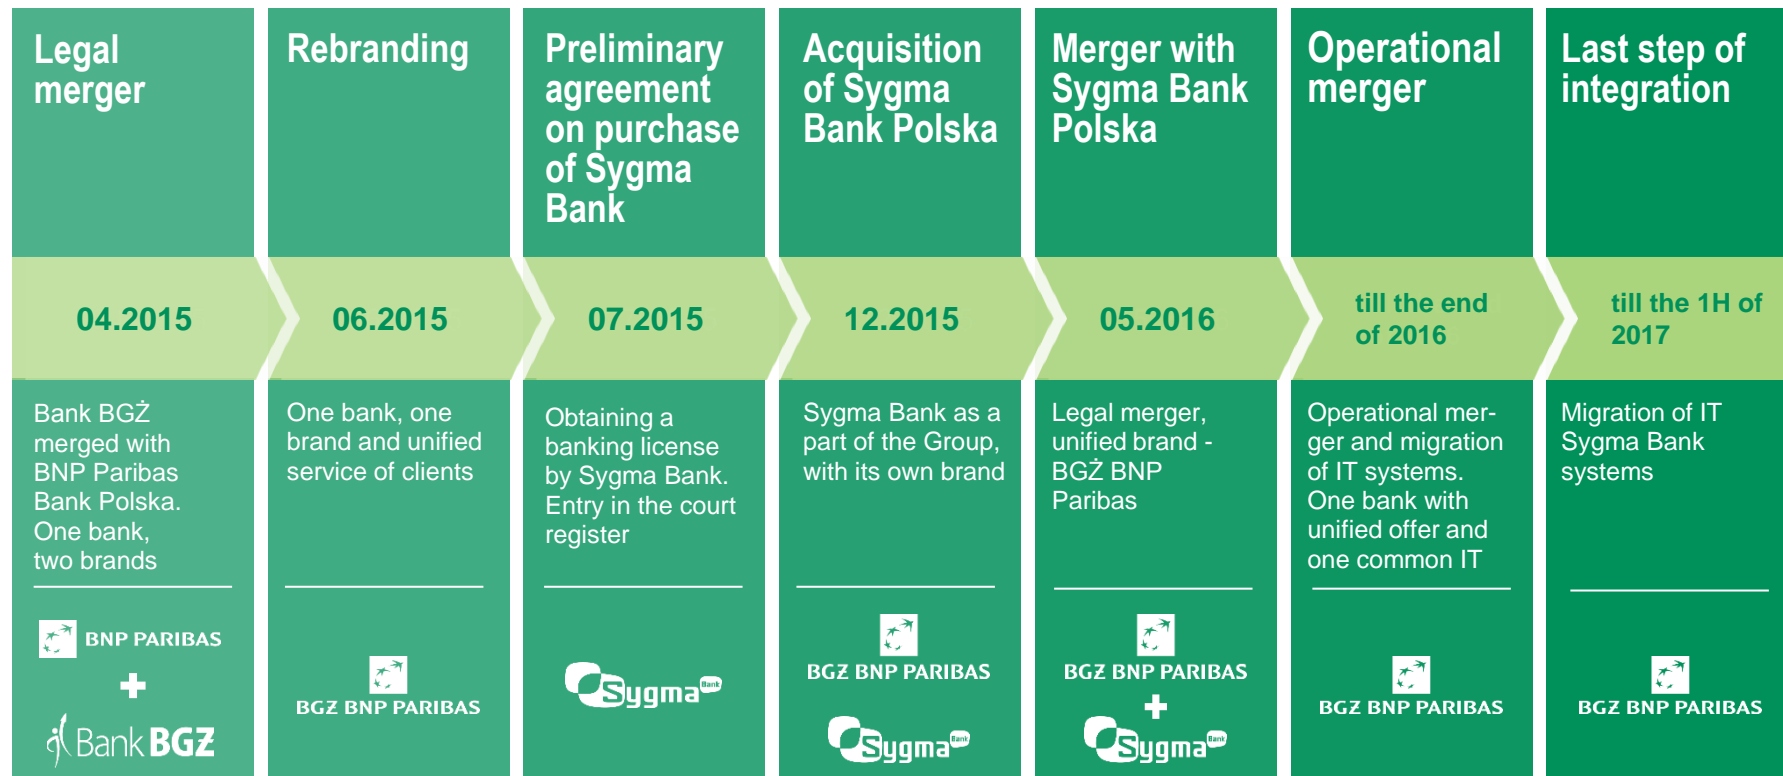 Legal
merger
04.2015
Bank BGŻ
merged with
BNP Paribas
Bank Polska.
One bank,
two brands
BNP PARIBAS
+
Bank BGŻ
Rebranding
06.2015
One bank, one
brand and unified
service of clients
BGŻ BNP PARIBAS
Preliminary
agreement
on purchase
of Sygma
Bank
07.2015
Obtaining a
banking license
by Sygma Bank.
Entry in the court
register
Sygma Bank
Acquisition
of Sygma
Bank Polska
12.2015
Sygma Bank as a
part of the Group,
with its own brand
BGŻ BNP PARIBAS
Sygma Bank
Merger with
Sygma Bank
Polska
05.2016
Legal merger,
unified brand -
BGŻ BNP
Paribas
BGŻ BNP PARIBAS
+
Sygma Bank
Operational
merger
till the end
of 2016
Operational mer-
ger and migration
of IT systems.
One bank with
unified offer and
one common IT
BGŻ BNP PARIBAS
Last step of
integration
till the 1H of
2017
Migration of IT
Sygma Bank
systems
BGŻ BNP PARIBAS